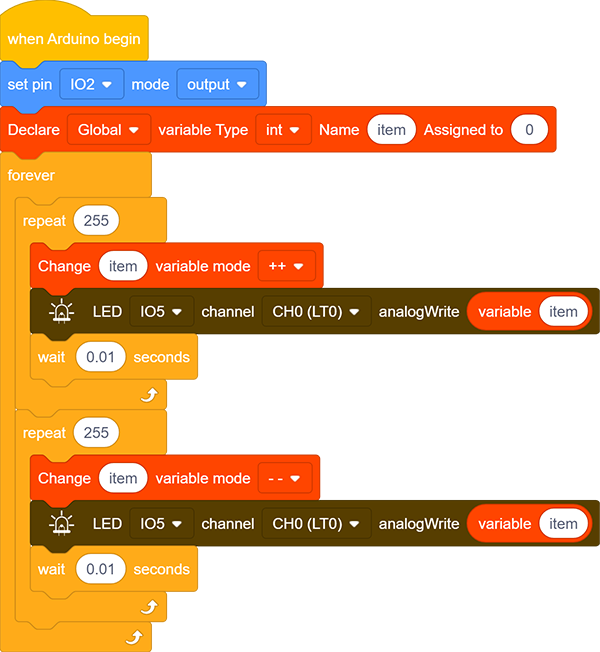 when Arduino begin
set pin IO2 mode output
Declare Global variable Type int Name item Assigned to 0
forever
repeat 255
Change item variable mode ++
LED IO5 channel CH0 (LT0) analogWrite variable item
wait 0.01 seconds
repeat 255
Change item variable mode - -
LED IO5 channel CH0 (LT0) analogWrite variable item
wait 0.01 seconds